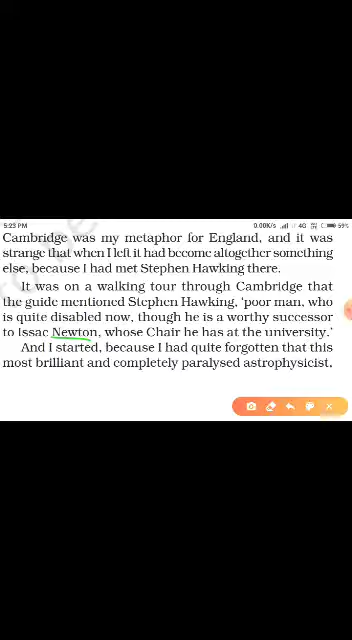 5:23 PM 0.00K/s 4G 59%
Cambridge was my metaphor for England, and it was
strange that when I left it had become altogether something
else, because I had met Stephen Hawking there.
It was on a walking tour through Cambridge that
the guide mentioned Stephen Hawking, ‘poor man, who
is quite disabled now, though he is a worthy successor
to Issac Newton, whose Chair he has at the university.’
And I started, because I had quite forgotten that this
most brilliant and completely paralysed astrophysicist,